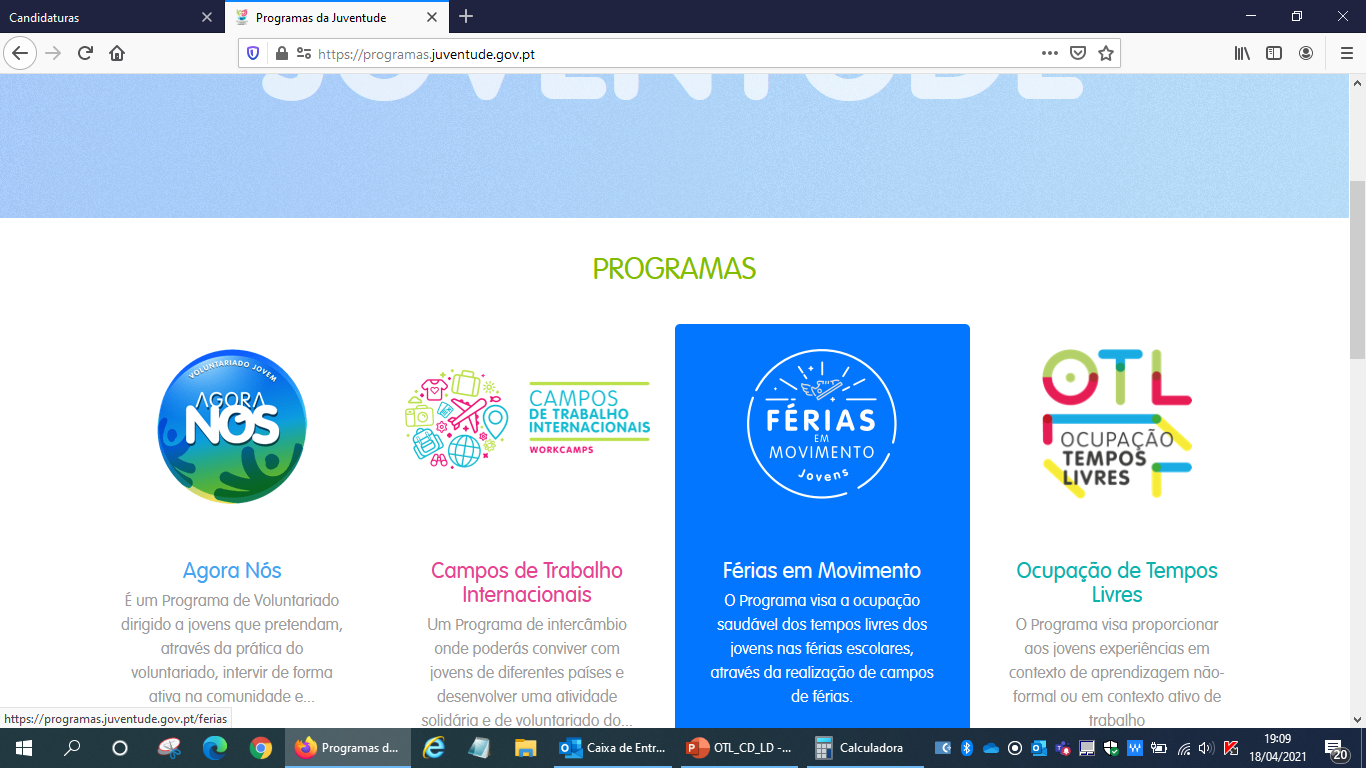 Candidaturas
Programas da Juventude
https://programas.juventude.gov.pt
JUVENTUDE
PROGRAMAS
VOLUNTARIADO JOVEM
AGORA
NÓS
CAMPOS
DE TRABALHO
INTERNACIONAIS
WORKCAMPS
FÉRIAS
EM
MOVIMENTO
Jovens
OTL
OCUPAÇÃO
TEMPOS
LIVRES
Agora Nós
É um Programa de Voluntariado
dirigido a jovens que pretendam,
através da prática do
voluntariado, intervir de forma
ativa na comunidade e...
Campos de Trabalho
Internacionais
Um Programa de intercâmbio
onde poderás conviver com
jovens de diferentes países e
desenvolver uma atividade
solidária e de voluntariado do...
Férias em Movimento
O Programa visa a ocupação
saudável dos tempos livres dos
jovens nas férias escolares,
através da realização de campos
de férias.
Ocupação de Tempos
Livres
O Programa visa proporcionar
aos jovens experiências em
contexto de aprendizagem não-
formal ou em contexto ativo de
trabalho
https://programas.juventude.gov.pt/ferias
Programas d...
Caixa de Entr...
OTL_CD_LD -...
Calculadora
19:09
18/04/2021
20